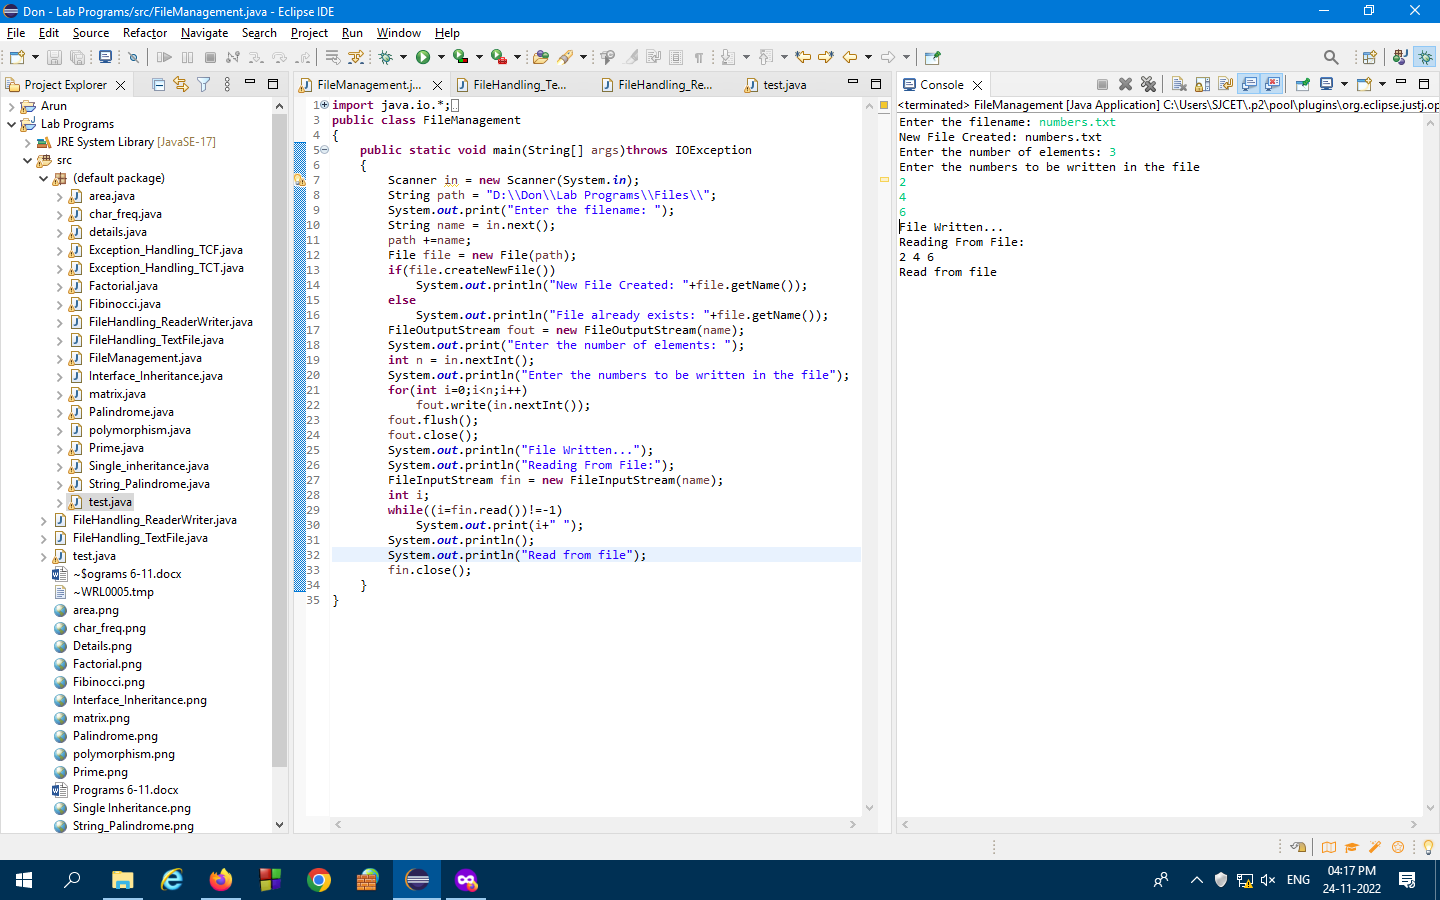 Don - Lab Programs/src/FileManagement.java - Eclipse IDE
File Edit Source Refactor Navigate Search Project Run Window Help
Project Explorer
Arun
Lab Programs
JRE System Library [JavaSE-17]
src
(default package)
area.java
char_freq.java
details.java
Exception_Handling_TCF.java
Exception_Handling_TCT.java
Factorial.java
Fibinocci.java
FileHandling_ReaderWriter.java
FileHandling_TextFile.java
FileManagement.java
Interface_Inheritance.java
matrix.java
Palindrome.java
polymorphism.java
Prime.java
Single_inheritance.java
String_Palindrome.java
test.java
FileHandling_ReaderWriter.java
FileHandling_TextFile.java
test.java
~$ograms 6-11.docx
~WRL0005.tmp
area.png
char_freq.png
Details.png
Factorial.png
Fibinocci.png
Interface_Inheritance.png
matrix.png
Palindrome.png
polymorphism.png
Prime.png
Programs 6-11.docx
Single Inheritance.png
String_Palindrome.png
FileManagement.j... FileHandling_Te... FileHandling_Re... test.java
1 import java.io.*;
3 public class FileManagement
4 {
5 public static void main(String[] args)throws IOException
6 {
7 Scanner in = new Scanner(System.in);
8 String path = "D:\\Don\\Lab Programs\\Files\\";
9 System.out.print("Enter the filename: ");
10 String name = in.next();
11 path +=name;
12 File file = new File(path);
13 if(file.createNewFile())
14 System.out.println("New File Created: "+file.getName());
15 else
16 System.out.println("File already exists: "+file.getName());
17 FileOutputStream fout = new FileOutputStream(name);
18 System.out.print("Enter the number of elements: ");
19 int n = in.nextInt();
20 System.out.println("Enter the numbers to be written in the file");
21 for(int i=0;i<n;i++)
22 fout.write(in.nextInt());
23 fout.flush();
24 fout.close();
25 System.out.println("File Written...");
26 System.out.println("Reading From File:");
27 FileInputStream fin = new FileInputStream(name);
28 int i;
29 while((i=fin.read())!=-1)
30 System.out.print(i+" ");
31 System.out.println();
32 System.out.println("Read from file");
33 fin.close();
34 }
35 }
Console
<terminated> FileManagement [Java Application] C:\Users\SJCET\.p2\pool\plugins\org.eclipse.justj.op
Enter the filename: numbers.txt
New File Created: numbers.txt
Enter the number of elements: 3
Enter the numbers to be written in the file
2
4
6
File Written...
Reading From File:
2 4 6
Read from file
ENG
04:17 PM
24-11-2022